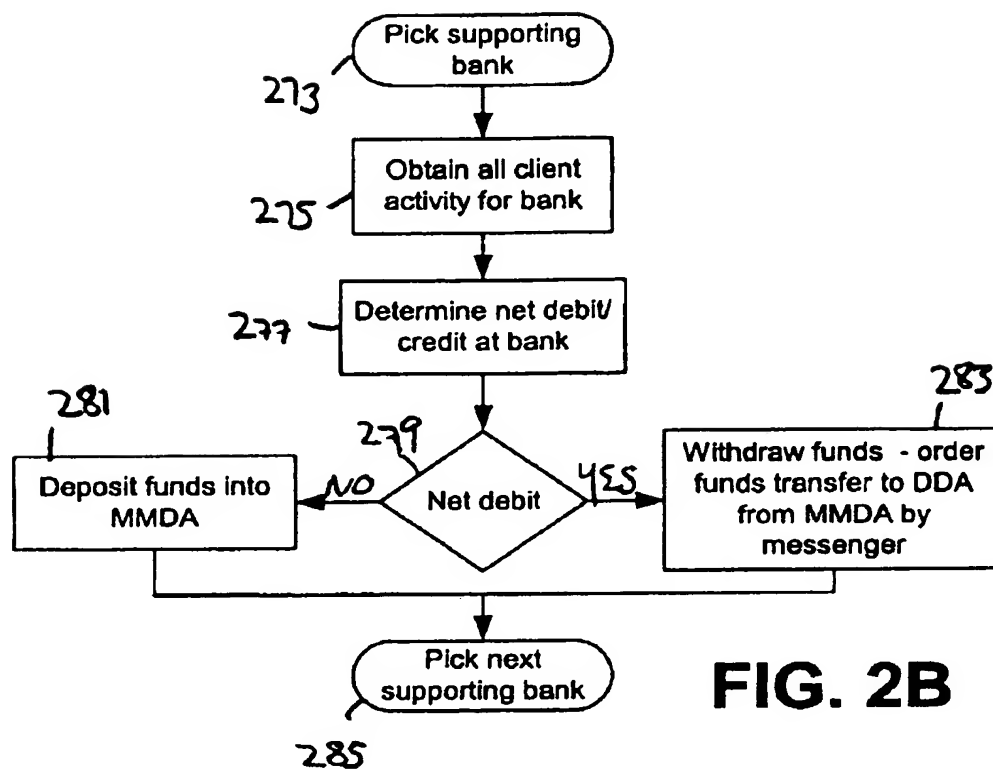 Pick supporting
bank
273
Obtain all client
activity for bank
275
Determine net debit/
credit at bank
277
281
283
279
Deposit funds into
MMDA
NO
Net debit
YES
Withdraw funds - order
funds transfer to DDA
from MMDA by
messenger
Pick next
supporting bank
285
FIG. 2B